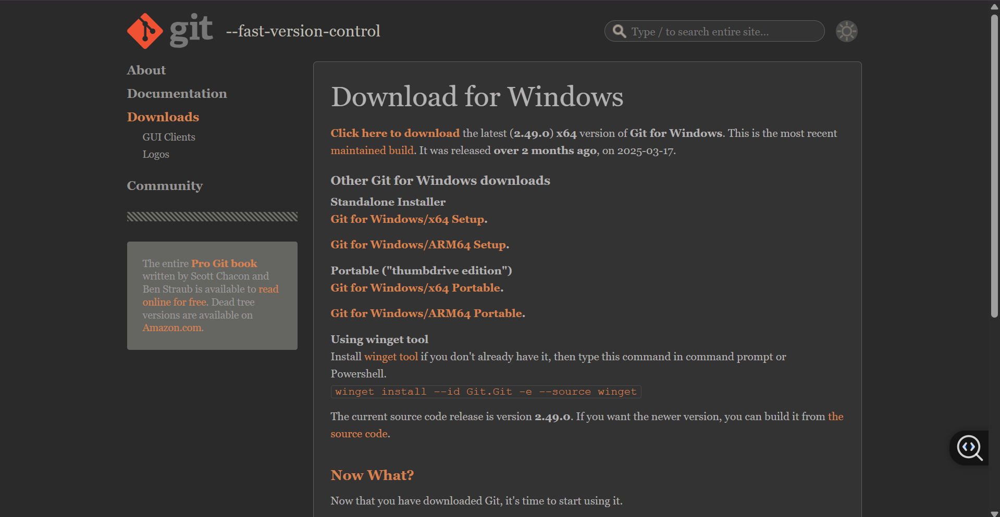 git --fast-version-control
Type / to search entire site...
About
Documentation
Downloads
GUI Clients
Logos
Community
The entire Pro Git book
written by Scott Chacon and
Ben Straub is available to read
online for free. Dead tree
versions are available on
Amazon.com.
Download for Windows
Click here to download the latest (2.49.0) x64 version of Git for Windows. This is the most recent
maintained build. It was released over 2 months ago, on 2025-03-17.
Other Git for Windows downloads
Standalone Installer
Git for Windows/x64 Setup.
Git for Windows/ARM64 Setup.
Portable ("thumbdrive edition")
Git for Windows/x64 Portable.
Git for Windows/ARM64 Portable.
Using winget tool
Install winget tool if you don't already have it, then type this command in command prompt or
Powershell.
winget install --id Git.Git -e --source winget
The current source code release is version 2.49.0. If you want the newer version, you can build it from the
source code.
Now What?
Now that you have downloaded Git, it's time to start using it.